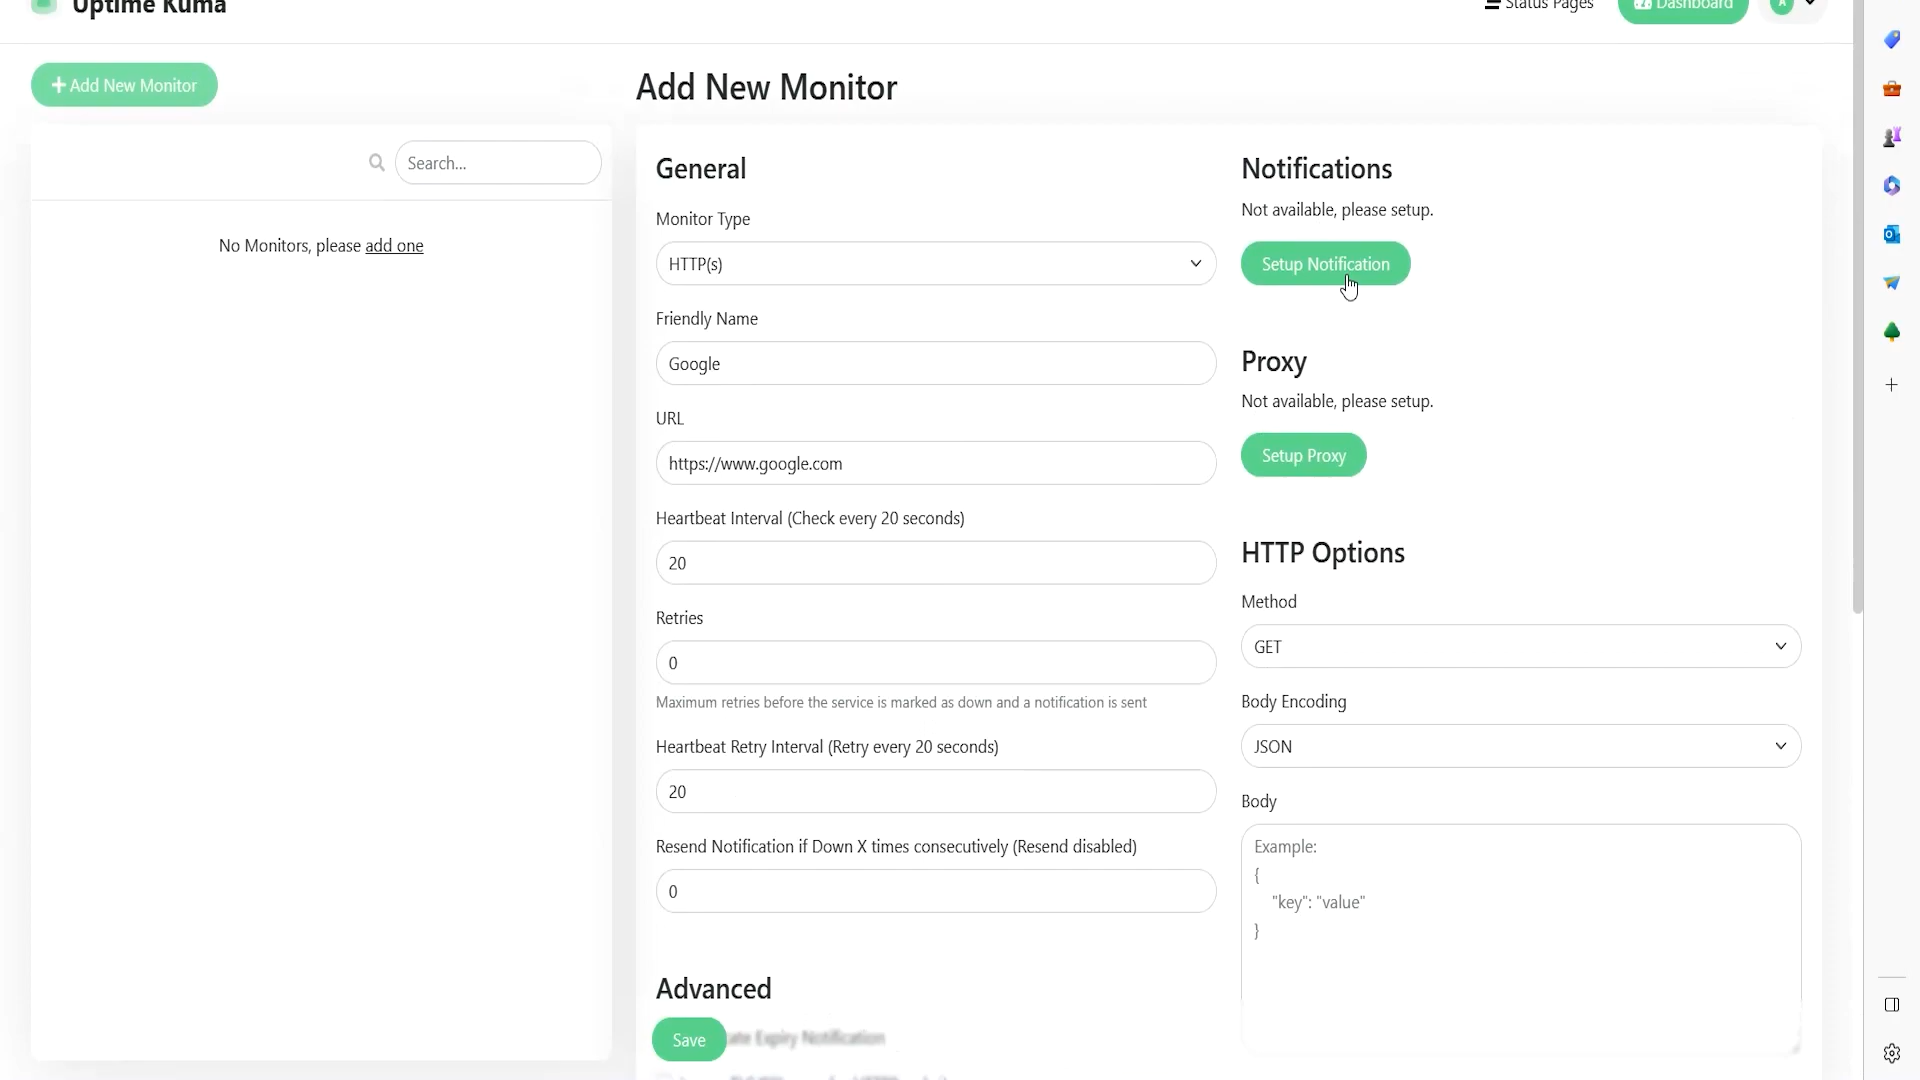 Uptime Kuma
Status Pages
Dashboard
A
Add New Monitor
Search...
No Monitors, please add one
Add New Monitor
General
Monitor Type
HTTP(s)
Friendly Name
Google
URL
https://www.google.com
Heartbeat Interval (Check every 20 seconds)
20
Retries
0
Maximum retries before the service is marked as down and a notification is sent
Heartbeat Retry Interval (Retry every 20 seconds)
20
Resend Notification if Down X times consecutively (Resend disabled)
0
Advanced
Save
Expiry Notification
Notifications
Not available, please setup.
Setup Notification
Proxy
Not available, please setup.
Setup Proxy
HTTP Options
Method
GET
Body Encoding
JSON
Body
Example:
{
"key": "value"
}